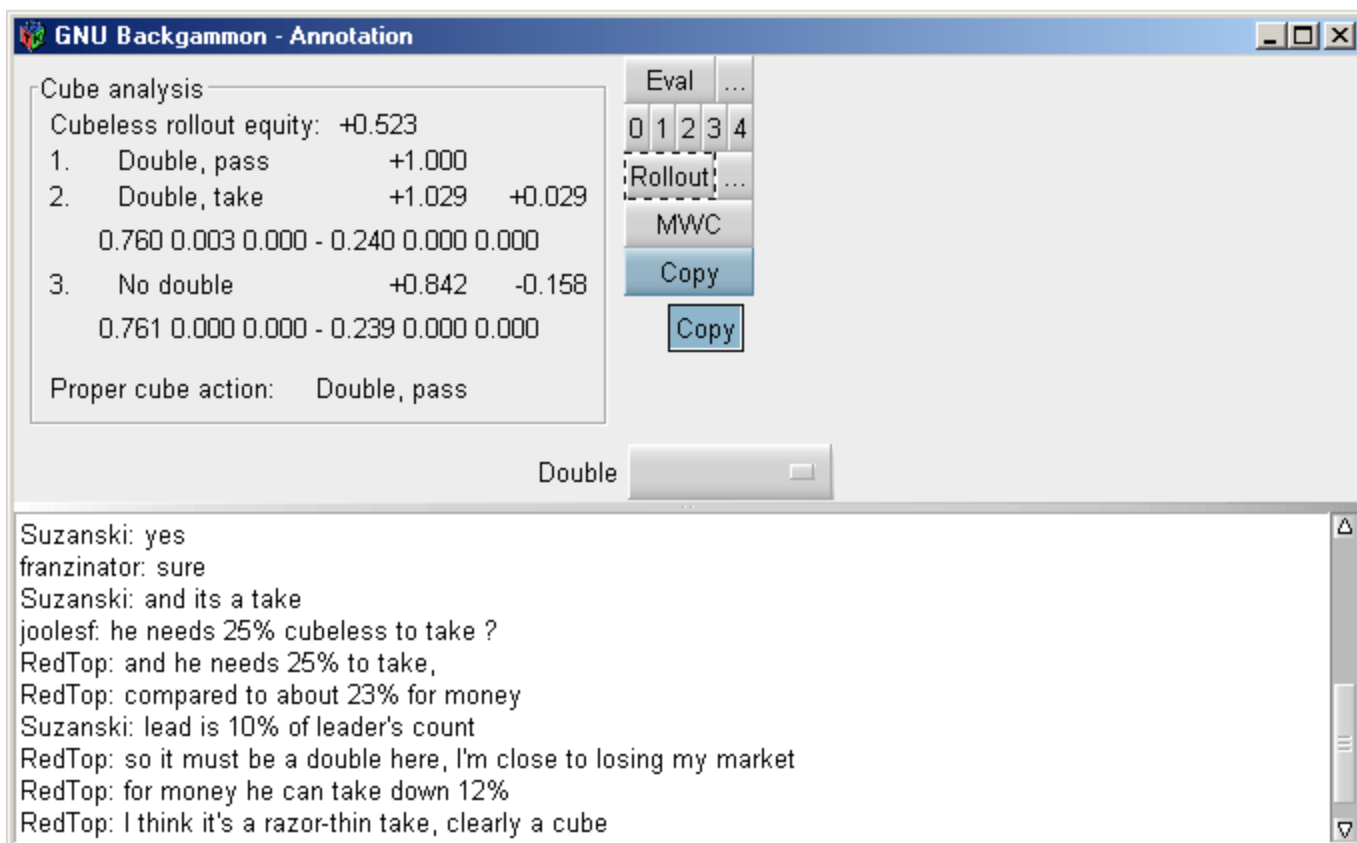 GNU Backgammon - Annotation
Cube analysis
Cubeless rollout equity: +0.523
1. Double, pass +1.000
2. Double, take +1.029 +0.029
0.760 0.003 0.000 - 0.240 0.000 0.000
3. No double +0.842 -0.158
0.761 0.000 0.000 - 0.239 0.000 0.000
Proper cube action: Double, pass
Eval ...
0 1 2 3 4
Rollout ...
MWC
Copy
Copy
Double
Suzanski: yes
franzinator: sure
Suzanski: and its a take
joolesf: he needs 25% cubeless to take ?
RedTop: and he needs 25% to take,
RedTop: compared to about 23% for money
Suzanski: lead is 10% of leader's count
RedTop: so it must be a double here, I'm close to losing my market
RedTop: for money he can take down 12%
RedTop: I think it's a razor-thin take, clearly a cube